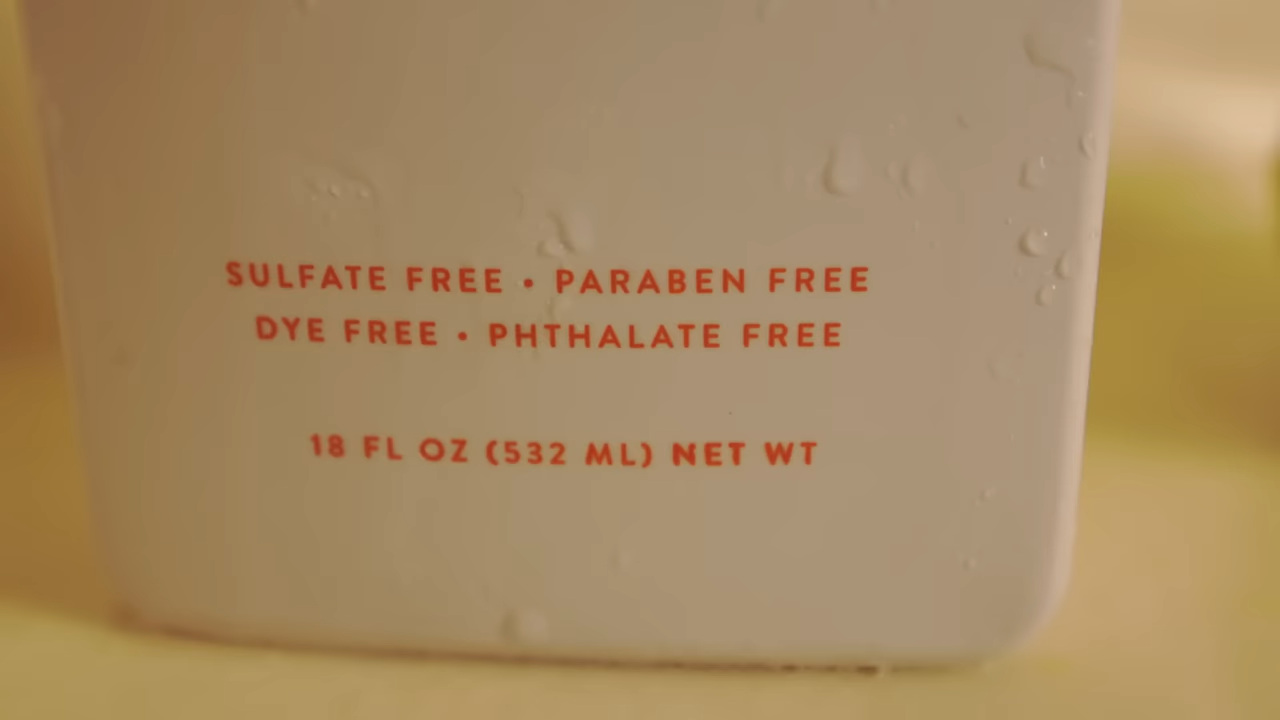 SULFATE FREE • PARABEN FREE
DYE FREE • PHTHALATE FREE
18 FL OZ (532 ML) NET WT